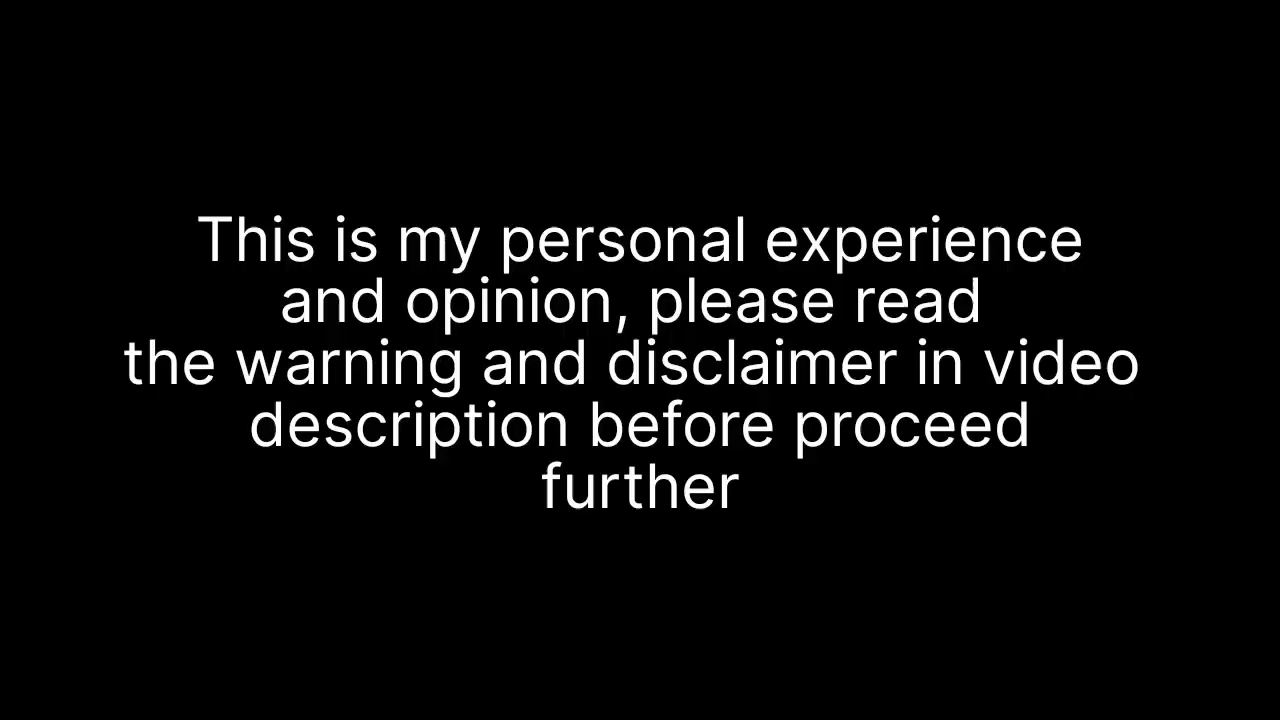 This is my personal experience
and opinion, please read
the warning and disclaimer in video
description before proceed
further